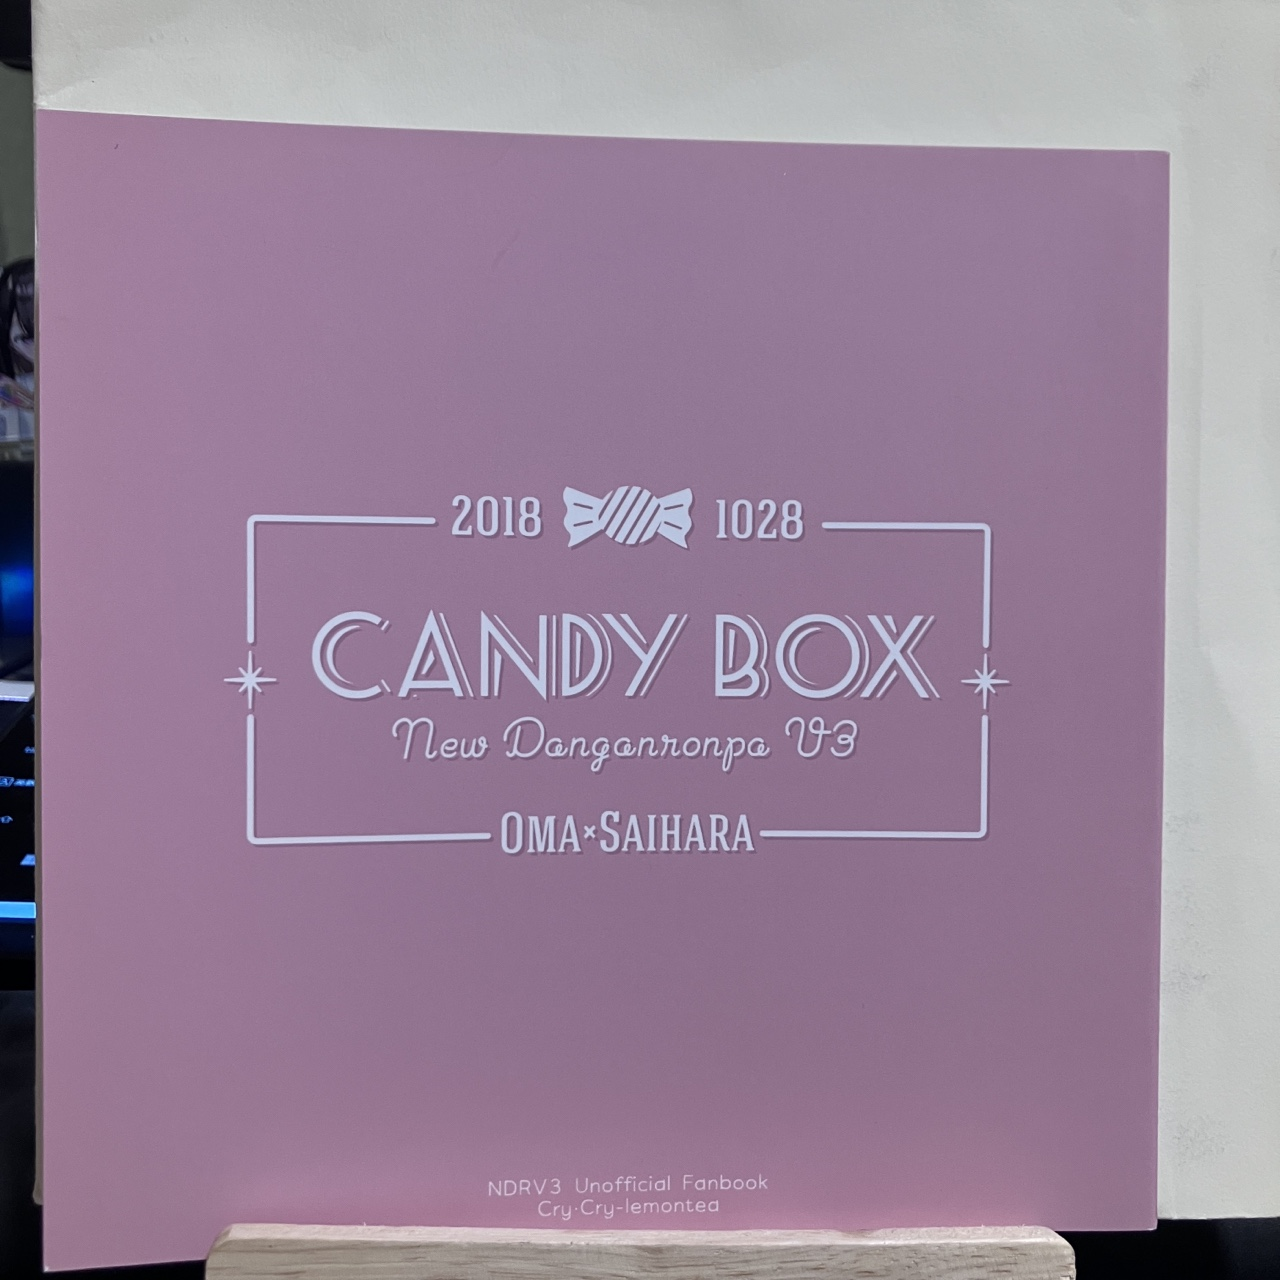 2018 1028
CANDY BOX
New Danganronpa V3
OMA×SAIHARA
NDRV3 Unofficial Fanbook
Cry·Cry-lemontea